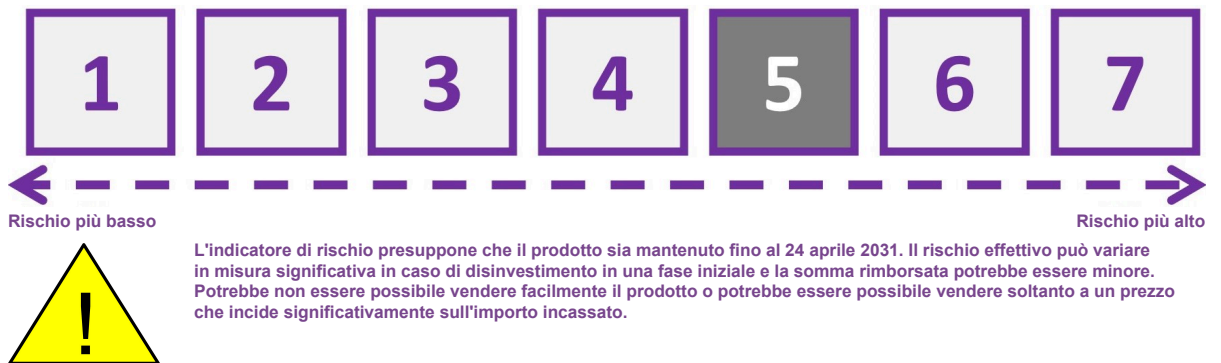 1 2 3 4 5 6 7
Rischio più basso Rischio più alto
!
L'indicatore di rischio presuppone che il prodotto sia mantenuto fino al 24 aprile 2031. Il rischio effettivo può variare
in misura significativa in caso di disinvestimento in una fase iniziale e la somma rimborsata potrebbe essere minore.
Potrebbe non essere possibile vendere facilmente il prodotto o potrebbe essere possibile vendere soltanto a un prezzo
che incide significativamente sull'importo incassato.